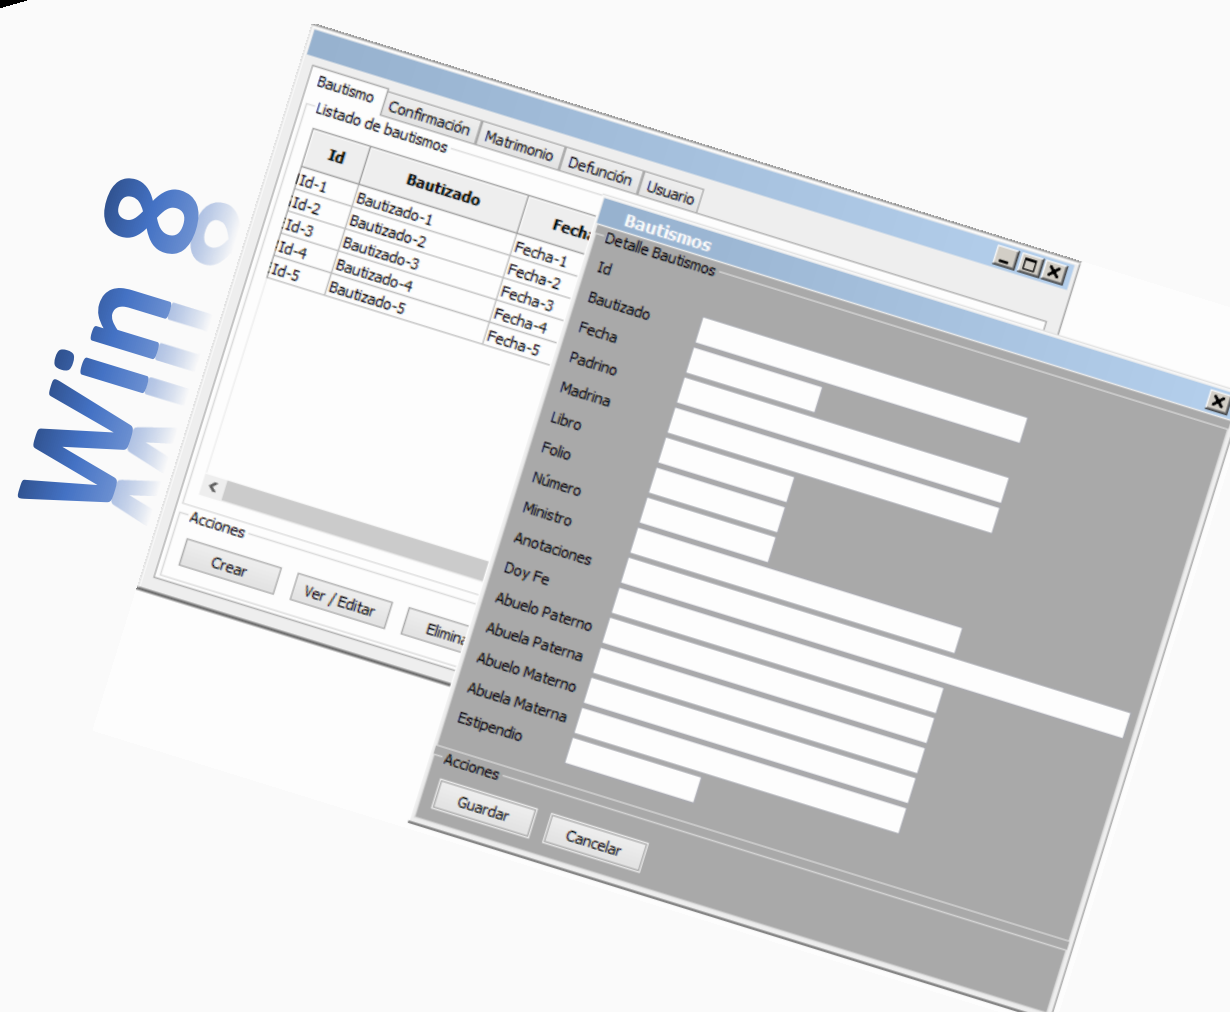 Win 8
Bautismo Confirmación Matrimonio Defunción Usuario
Listado de bautismos
Id Bautizado
Id-1 Bautizado-1 Fecha-1
Id-2 Bautizado-2 Fecha-2
Id-3 Bautizado-3 Fecha-3
Id-4 Bautizado-4 Fecha-4
Id-5 Bautizado-5 Fecha-5
Acciones
Crear Ver / Editar
Bautismos
Detalle Bautismos
Id
Bautizado
Fecha
Padrino
Madrina
Libro
Folio
Número
Ministro
Anotaciones
Doy Fe
Abuelo Paterno
Abuela Paterna
Abuelo Materno
Abuela Materna
Estipendio
Acciones
Guardar Cancelar